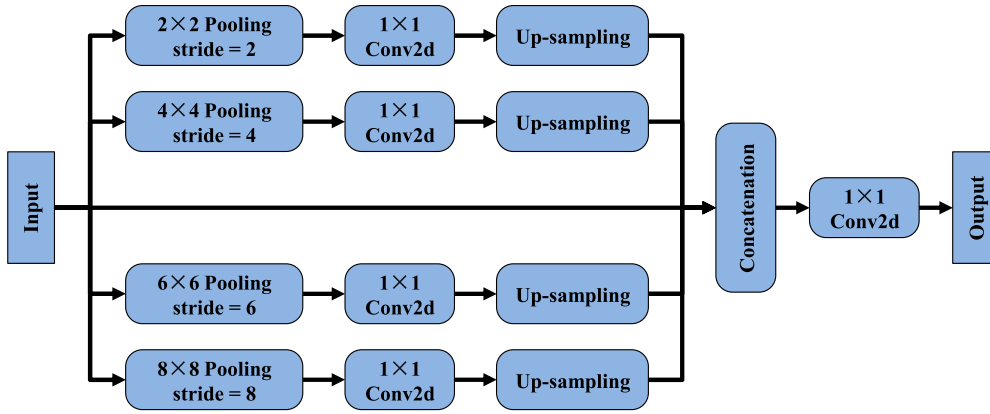 2×2 Pooling
stride = 2
1×1
Conv2d
Up-sampling
4×4 Pooling
stride = 4
1×1
Conv2d
Up-sampling
Input
Concatenation
1×1
Conv2d
Output
6×6 Pooling
stride = 6
1×1
Conv2d
Up-sampling
8×8 Pooling
stride = 8
1×1
Conv2d
Up-sampling